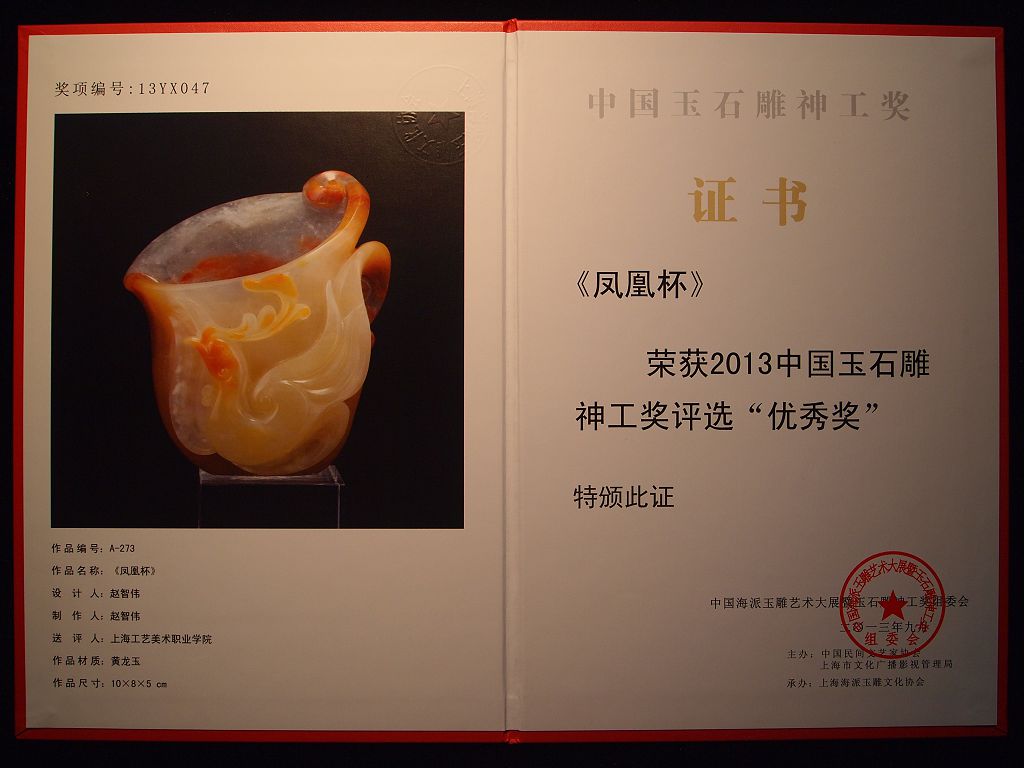 奖项编号:13YX047
作品编号: A-273
作品名称: 《凤凰杯》
设 计 人: 赵智伟
制 作 人: 赵智伟
送 评 人: 上海工艺美术职业学院
作品材质: 黄龙玉
作品尺寸: 10×8×5 cm
中国玉石雕神工奖
证书
《凤凰杯》
荣获2013中国玉石雕
神工奖评选“优秀奖”
特颁此证
中国海派玉雕艺术大展暨玉石雕神工奖组委会
二〇一三年九月
主办: 中国民间文艺家协会
上海市文化广播影视管理局
承办: 上海海派玉雕文化协会
组委会